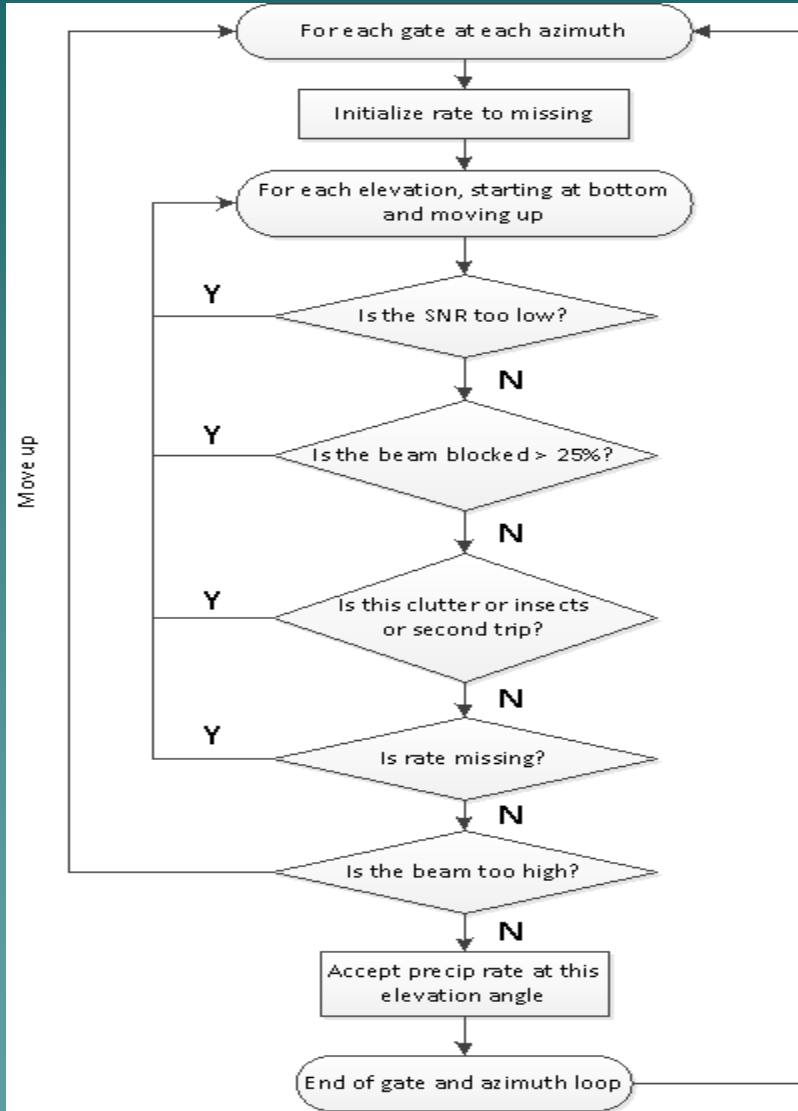 For each gate at each azimuth
Initialize rate to missing
For each elevation, starting at bottom
and moving up
Y
Is the SNR too low?
N
Y
Is the beam blocked > 25%?
N
Move up
Y
Is this clutter or insects
or second trip?
N
Y
Is rate missing?
N
Is the beam too high?
N
Accept precip rate at this
elevation angle
End of gate and azimuth loop